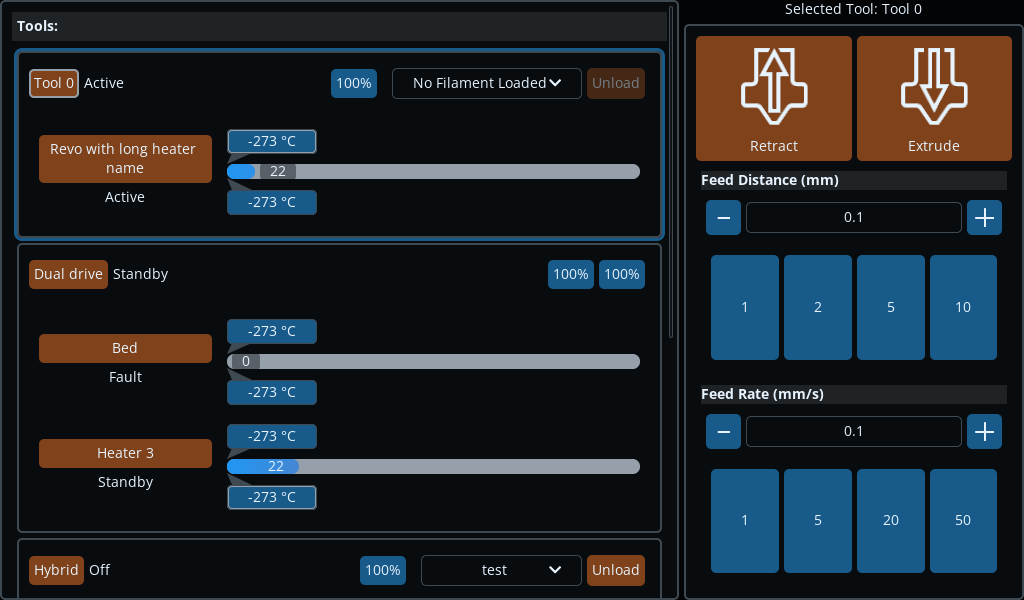 Tools:
Tool 0 Active 100% No Filament Loaded Unload
Revo with long heater
name
Active
-273 °C
22
-273 °C
Dual drive Standby 100% 100%
Bed
Fault
-273 °C
0
-273 °C
Heater 3
Standby
-273 °C
22
-273 °C
Hybrid Off 100% test Unload
Selected Tool: Tool 0
Retract Extrude
Feed Distance (mm)
0.1
1 2 5 10
Feed Rate (mm/s)
0.1
1 5 20 50